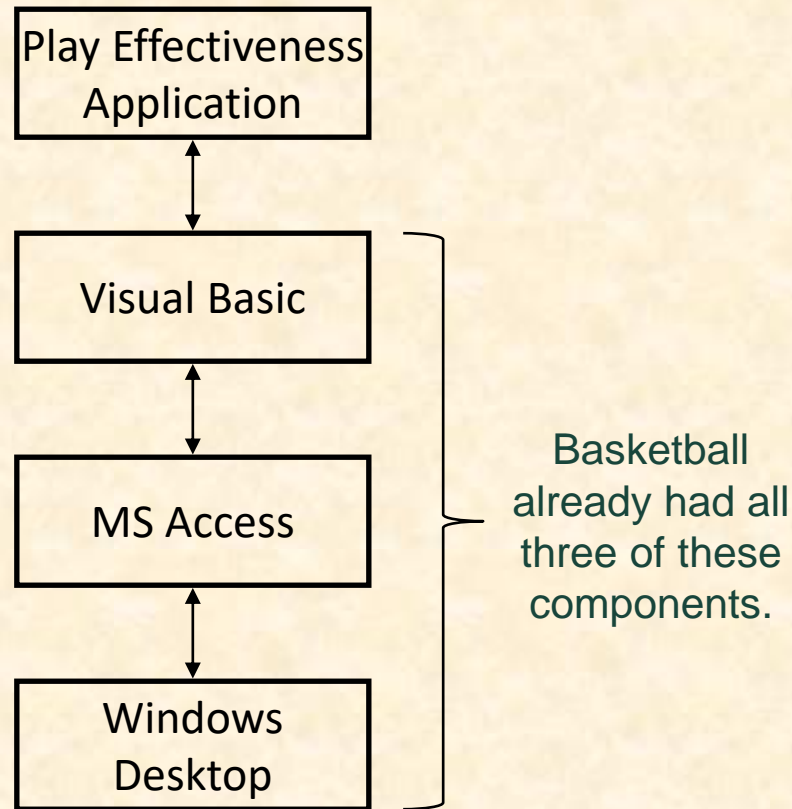 Play Effectiveness
Application
Visual Basic
MS Access
Basketball
already had all
three of these
components.
Windows
Desktop